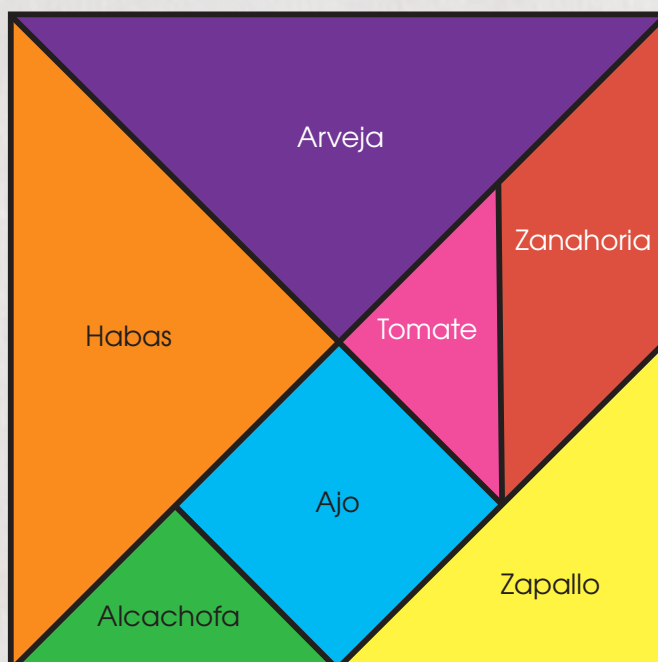 Arveja
Zanahoria
Tomate
Habas
Ajo
Zapallo
Alcachofa